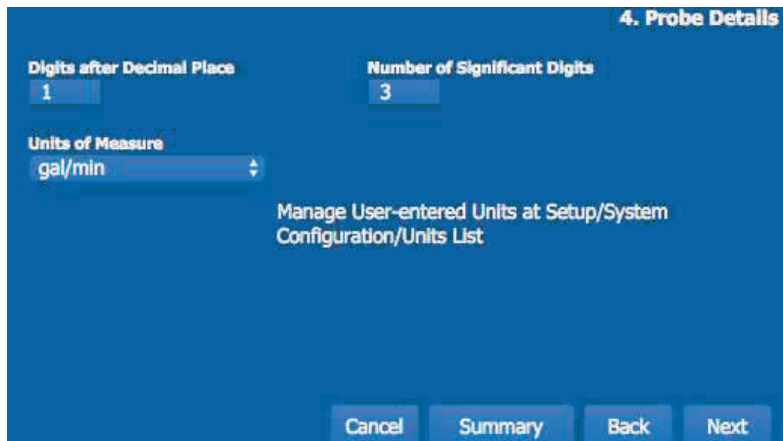 4. Probe Details
Digits after Decimal Place
Number of Significant Digits
1
3
Units of Measure
gal/min
Manage User-entered Units at Setup/System
Configuration/Units List
Cancel
Summary
Back
Next